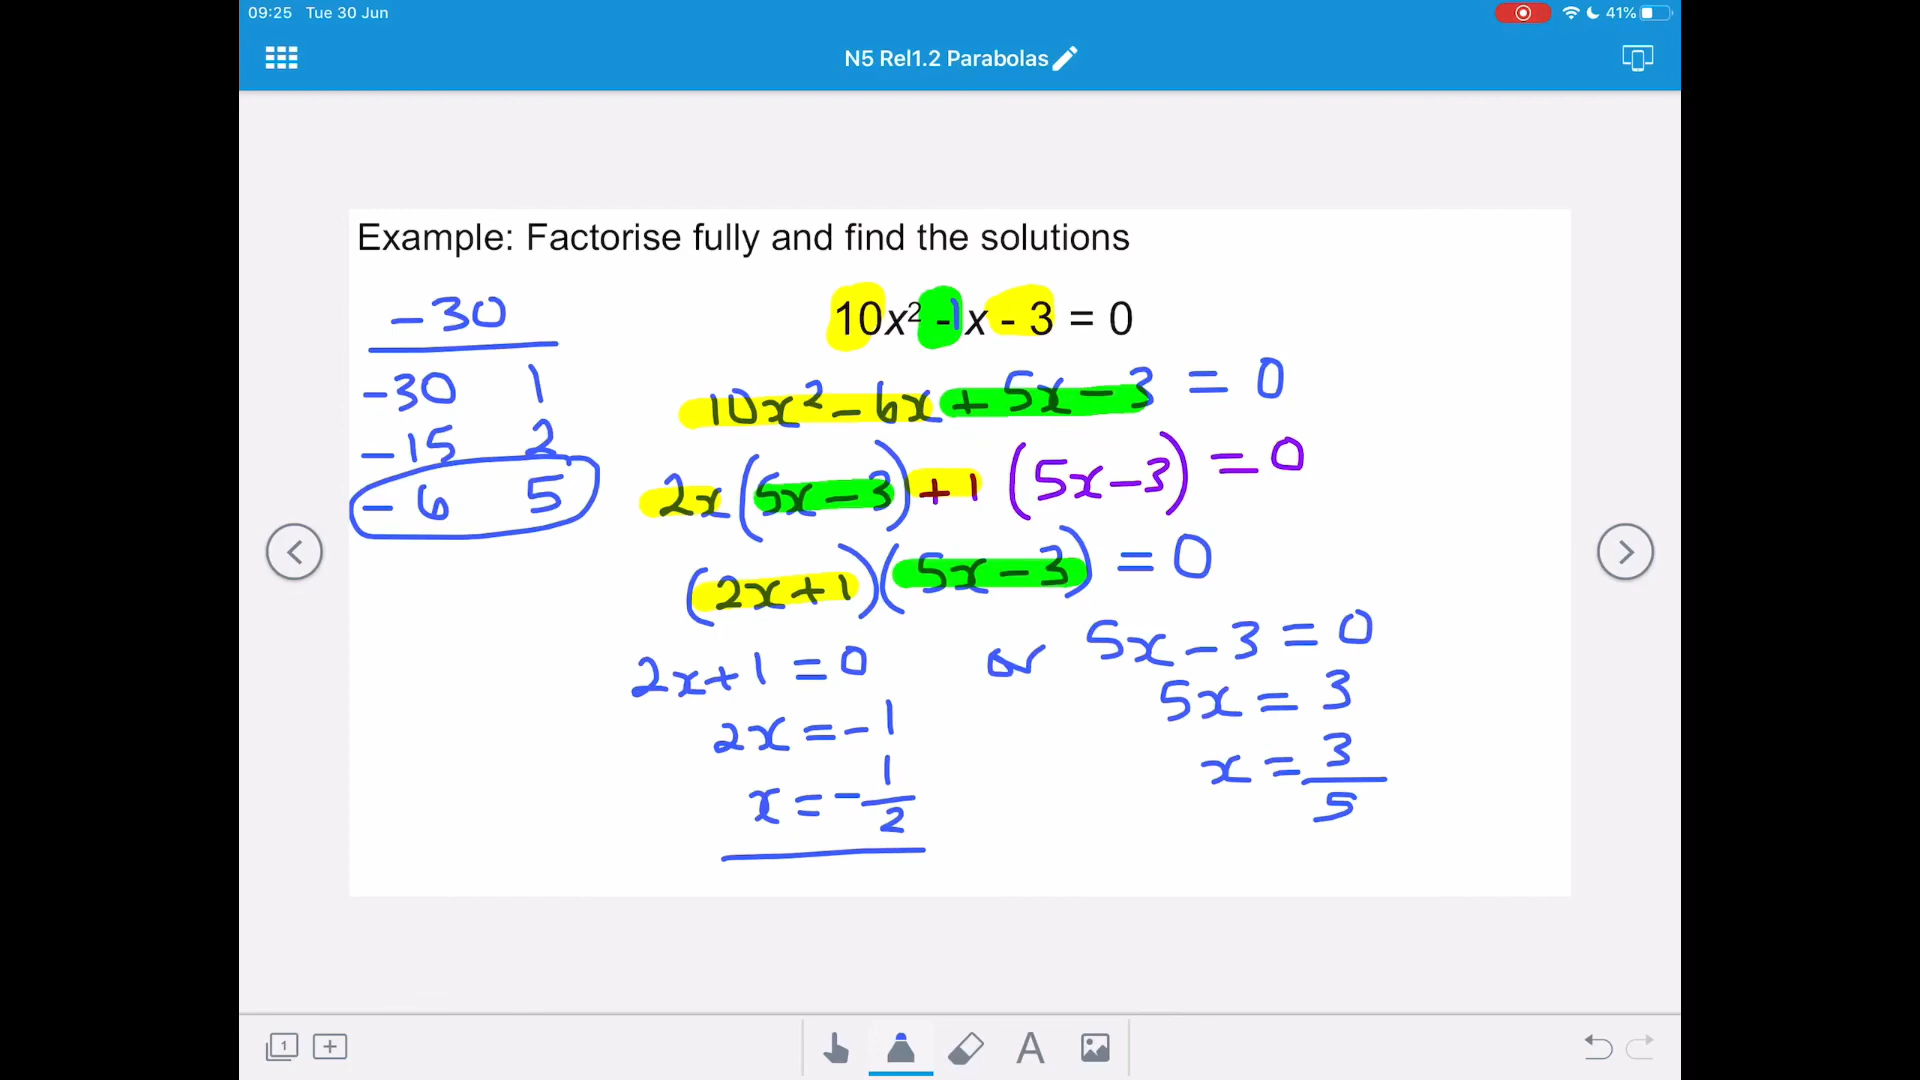 09:25 Tue 30 Jun
41%
N5 Rel1.2 Parabolas
Example: Factorise fully and find the solutions
10x² -1x - 3 = 0
-30
-30 1
-15 2
-6 5
10x² - 6x + 5x - 3 = 0
2x(5x - 3) + 1 (5x - 3) = 0
(2x + 1)(5x - 3) = 0
2x + 1 = 0 or 5x - 3 = 0
2x = -1 5x = 3
x = -1/2 x = 3/5
1
A